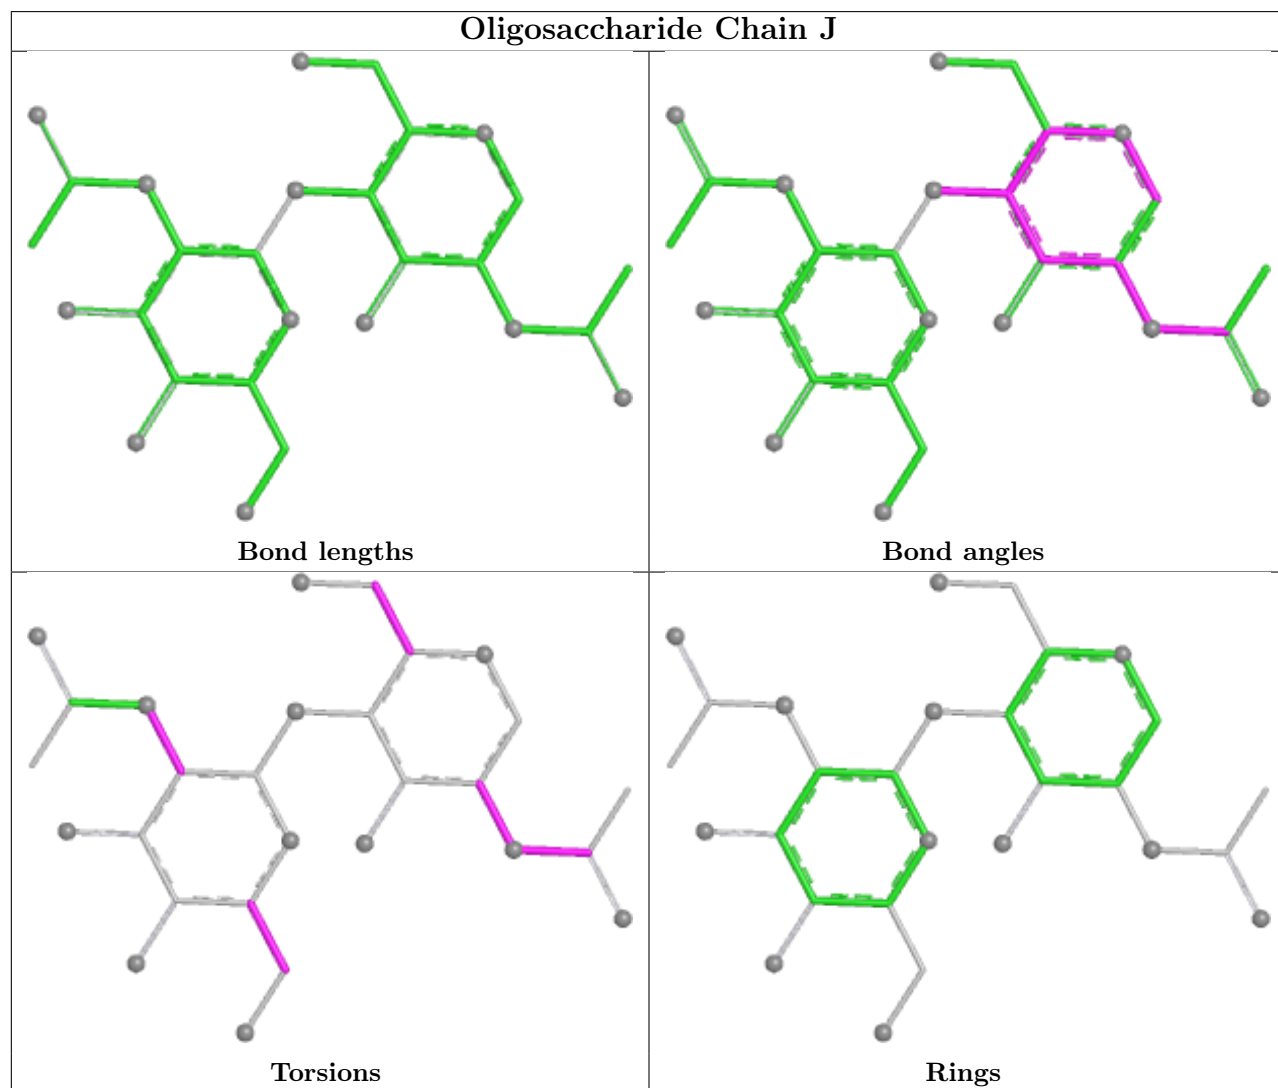 Oligosaccharide Chain J
Bond lengths
Bond angles
Torsions
Rings